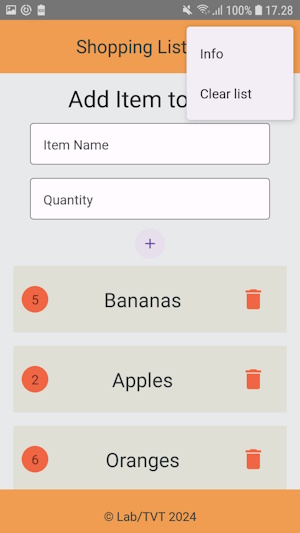 100% 17.28
Shopping List
Info
Clear list
Add Item to
Item Name
Quantity
+
5 Bananas
2 Apples
6 Oranges
© Lab/TVT 2024